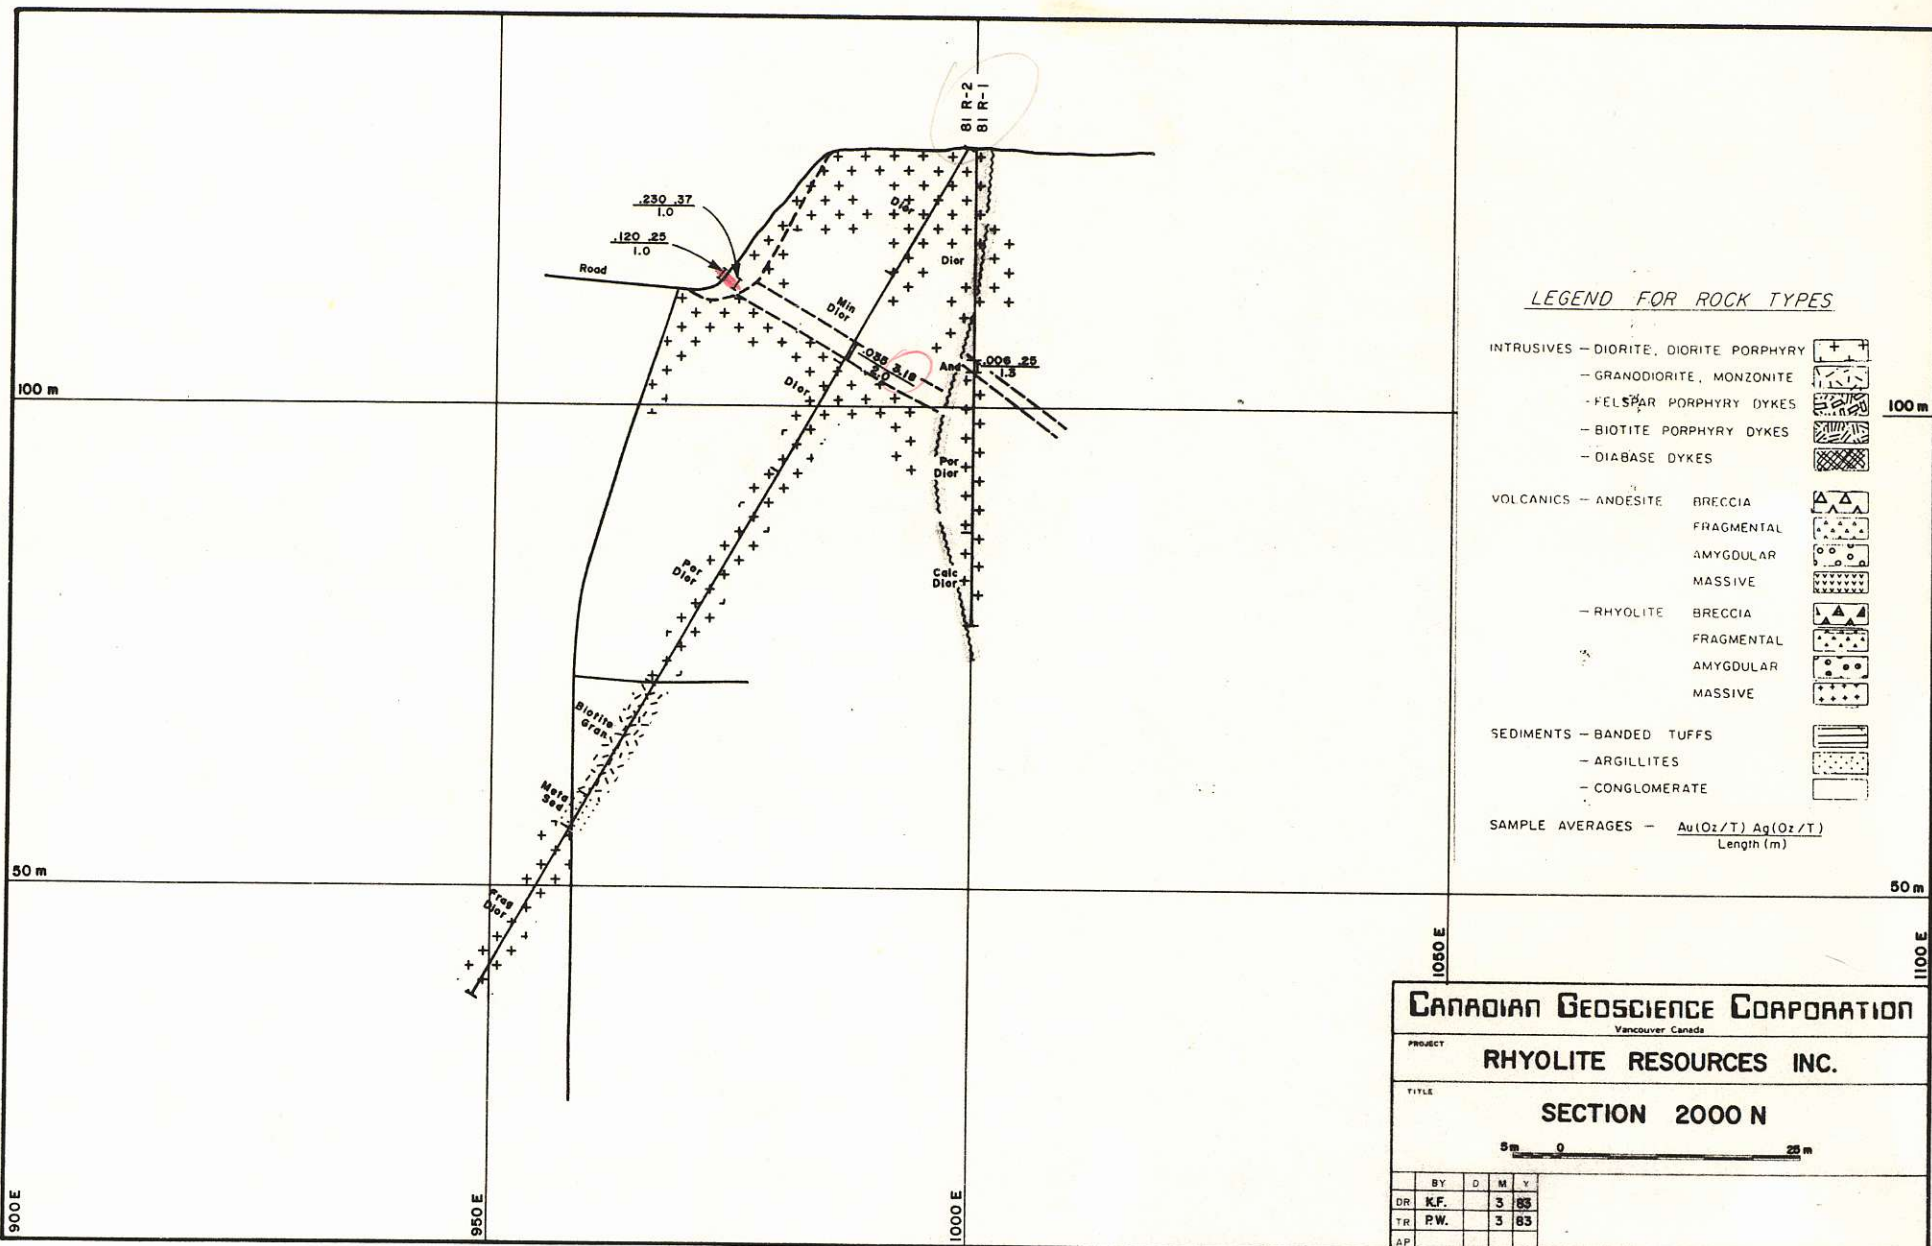 81 R-2
81 R-1
.230 .37
1.0
.120 .25
1.0
Road
Dior
Dior
Min
Dior
.035 3.18
2.0
And
.006 .25
1.3
Dior
100 m
100 m
Por
Dior
Por
Dior
Calc
Dior
Biotite
Gran
Meta
Sed
Frag
Dior
50 m
50 m
900 E
950 E
1000 E
1050 E
1100 E
LEGEND FOR ROCK TYPES
INTRUSIVES - DIORITE, DIORITE PORPHYRY
- GRANODIORITE, MONZONITE
- FELSPAR PORPHYRY DYKES
- BIOTITE PORPHYRY DYKES
- DIABASE DYKES
VOLCANICS - ANDESITE BRECCIA
FRAGMENTAL
AMYGDULAR
MASSIVE
- RHYOLITE BRECCIA
FRAGMENTAL
AMYGDULAR
MASSIVE
SEDIMENTS - BANDED TUFFS
- ARGILLITES
- CONGLOMERATE
SAMPLE AVERAGES - Au(Oz/T) Ag(Oz/T)
Length (m)
CANADIAN GEOSCIENCE CORPORATION
Vancouver Canada
PROJECT
RHYOLITE RESOURCES INC.
TITLE
SECTION 2000 N
5m 0 25 m
BY D M Y
DR K.F. 3 83
TR P.W. 3 83
AP